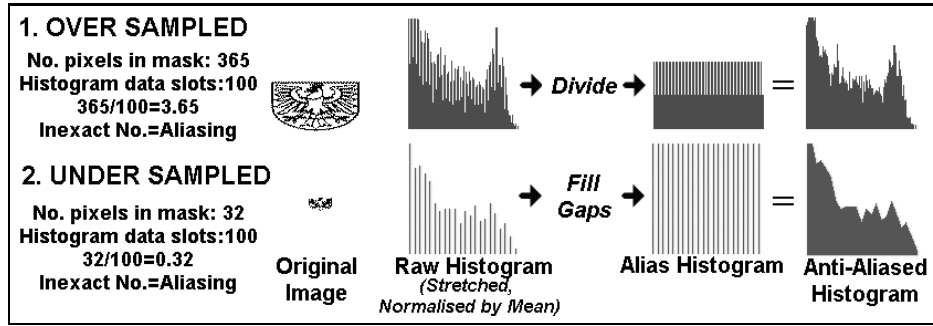 1. OVER SAMPLED
No. pixels in mask: 365
Histogram data slots:100
365/100=3.65
Inexact No.=Aliasing
Divide
=
2. UNDER SAMPLED
No. pixels in mask: 32
Histogram data slots:100
32/100=0.32
Inexact No.=Aliasing
Fill
Gaps
=
Original
Image
Raw Histogram
(Stretched,
Normalised by Mean)
Alias Histogram
Anti-Aliased
Histogram